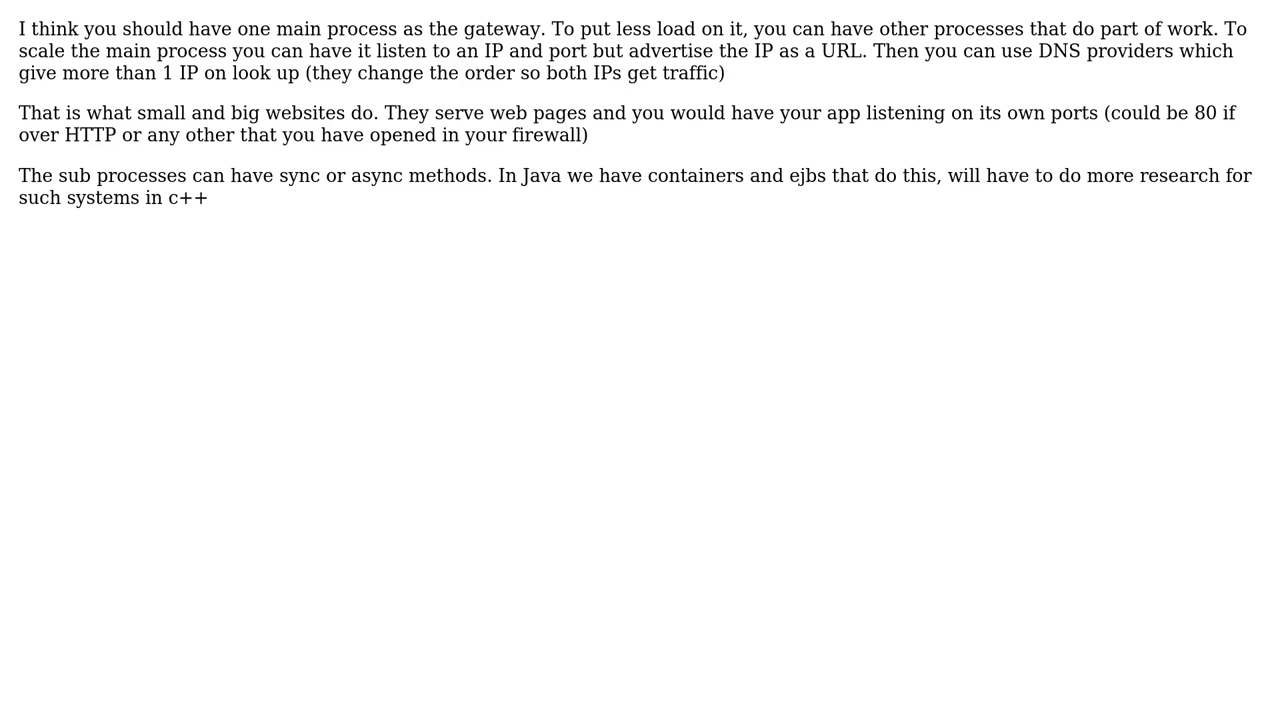 I think you should have one main process as the gateway. To put less load on it, you can have other processes that do part of work. To
scale the main process you can have it listen to an IP and port but advertise the IP as a URL. Then you can use DNS providers which
give more than 1 IP on look up (they change the order so both IPs get traffic)
That is what small and big websites do. They serve web pages and you would have your app listening on its own ports (could be 80 if
over HTTP or any other that you have opened in your firewall)
The sub processes can have sync or async methods. In Java we have containers and ejbs that do this, will have to do more research for
such systems in c++